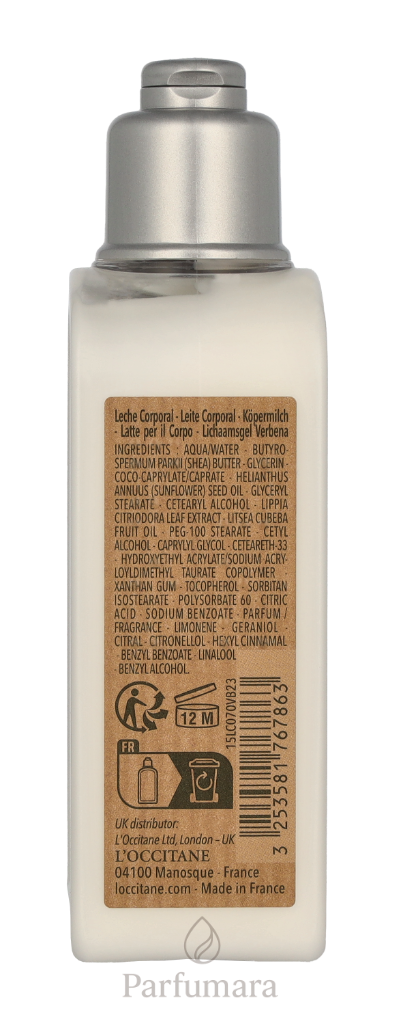 Leche Corporal · Leite Corporal · Köpermilch
· Latte per il Corpo · Lichaamsgel Verbena
INGREDIENTS : AQUA/WATER · BUTYRO-
SPERMUM PARKII (SHEA) BUTTER · GLYCERIN ·
COCO-CAPRYLATE/CAPRATE · HELIANTHUS
ANNUUS (SUNFLOWER) SEED OIL · GLYCERYL
STEARATE · CETEARYL ALCOHOL · LIPPIA
CITRIODORA LEAF EXTRACT · LITSEA CUBEBA
FRUIT OIL · PEG-100 STEARATE · CETYL
ALCOHOL · CAPRYLYL GLYCOL · CETEARETH-33
· HYDROXYETHYL ACRYLATE/SODIUM ACRY-
LOYLDIMETHYL TAURATE COPOLYMER ·
XANTHAN GUM · TOCOPHEROL · SORBITAN
ISOSTEARATE · POLYSORBATE 60 · CITRIC
ACID · SODIUM BENZOATE · PARFUM /
FRAGRANCE · LIMONENE · GERANIOL ·
CITRAL · CITRONELLOL · HEXYL CINNAMAL
· BENZYL BENZOATE · LINALOOL
· BENZYL ALCOHOL.
12 M
15LC070VB23
3 253581 767863
FR
UK distributor:
L'Occitane Ltd, London – UK
L'OCCITANE
04100 Manosque · France
loccitane.com · Made in France
Parfumara